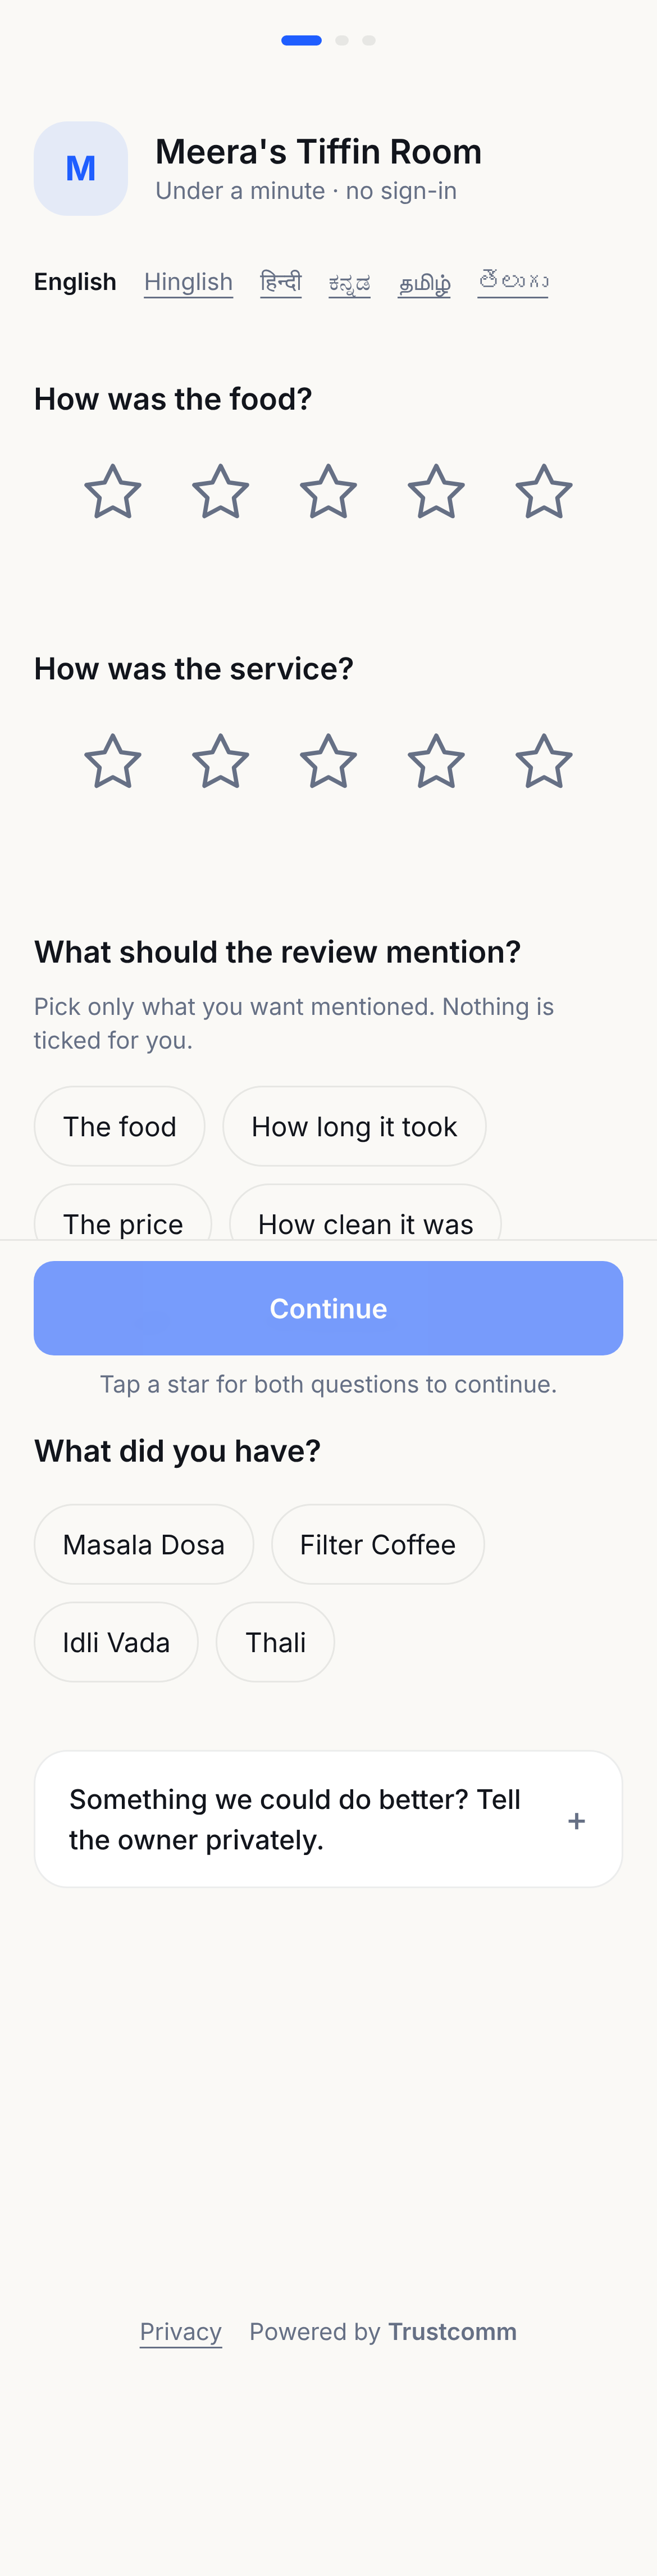 M
Meera's Tiffin Room
Under a minute · no sign-in
English Hinglish हिन्दी ಕನ್ನಡ தமிழ் తెలుగు
How was the food?
How was the service?
What should the review mention?
Pick only what you want mentioned. Nothing is
ticked for you.
The food How long it took
The price How clean it was
Continue
Tap a star for both questions to continue.
What did you have?
Masala Dosa Filter Coffee
Idli Vada Thali
Something we could do better? Tell
the owner privately.
+
Privacy Powered by Trustcomm